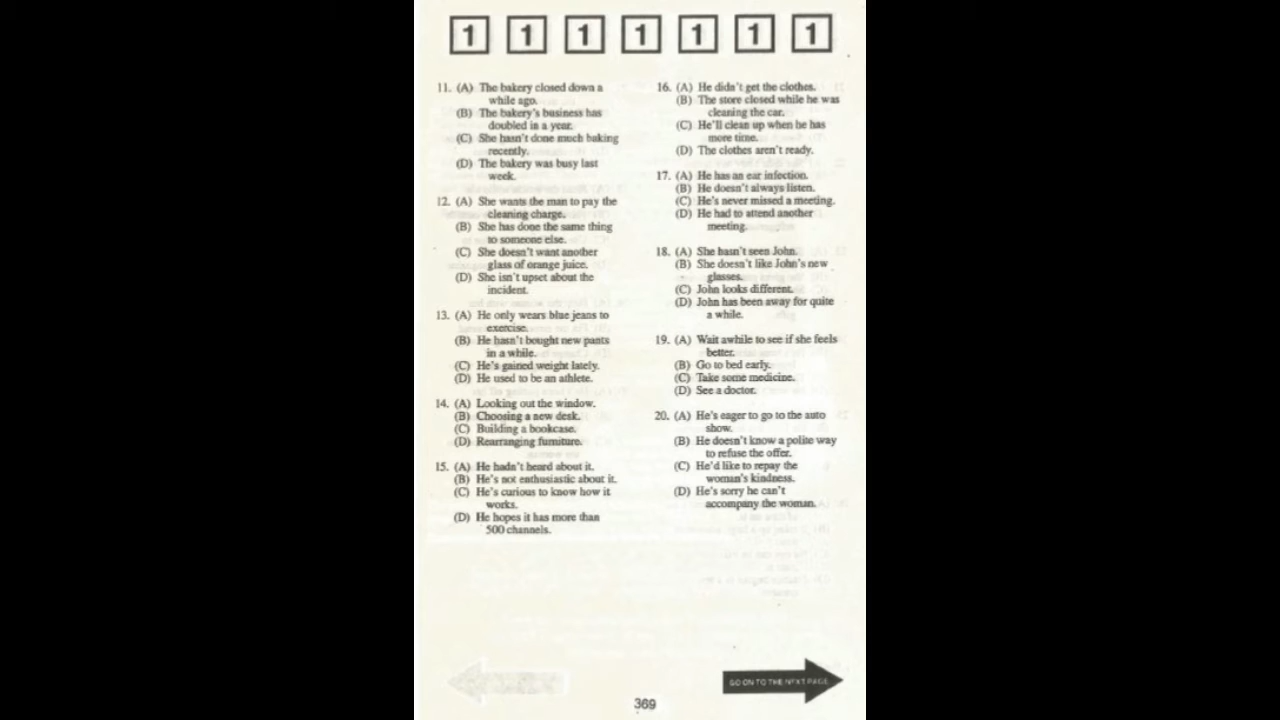 1 1 1 1 1 1 1
11. (A) The bakery closed down a
while ago.
(B) The bakery's business has
doubled in a year.
(C) She hasn't done much baking
recently.
(D) The bakery was busy last
week.
12. (A) She wants the man to pay the
cleaning charge.
(B) She has done the same thing
to someone else.
(C) She doesn't want another
glass of orange juice.
(D) She isn't upset about the
incident.
13. (A) He only wears blue jeans to
exercise.
(B) He hasn't bought new pants
in a while.
(C) He's gained weight lately.
(D) He used to be an athlete.
14. (A) Looking out the window.
(B) Choosing a new desk.
(C) Building a bookcase.
(D) Rearranging furniture.
15. (A) He hadn't heard about it.
(B) He's not enthusiastic about it.
(C) He's curious to know how it
works.
(D) He hopes it has more than
500 channels.
16. (A) He didn't get the clothes.
(B) The store closed while he was
cleaning the car.
(C) He'll clean up when he has
more time.
(D) The clothes aren't ready.
17. (A) He has an ear infection.
(B) He doesn't always listen.
(C) He's never missed a meeting.
(D) He had to attend another
meeting.
18. (A) She hasn't seen John.
(B) She doesn't like John's new
glasses.
(C) John looks different.
(D) John has been away for quite
a while.
19. (A) Wait awhile to see if she feels
better.
(B) Go to bed early.
(C) Take some medicine.
(D) See a doctor.
20. (A) He's eager to go to the auto
show.
(B) He doesn't know a polite way
to refuse the offer.
(C) He'd like to repay the
woman's kindness.
(D) He's sorry he can't
accompany the woman.
GO ON TO THE NEXT PAGE
369